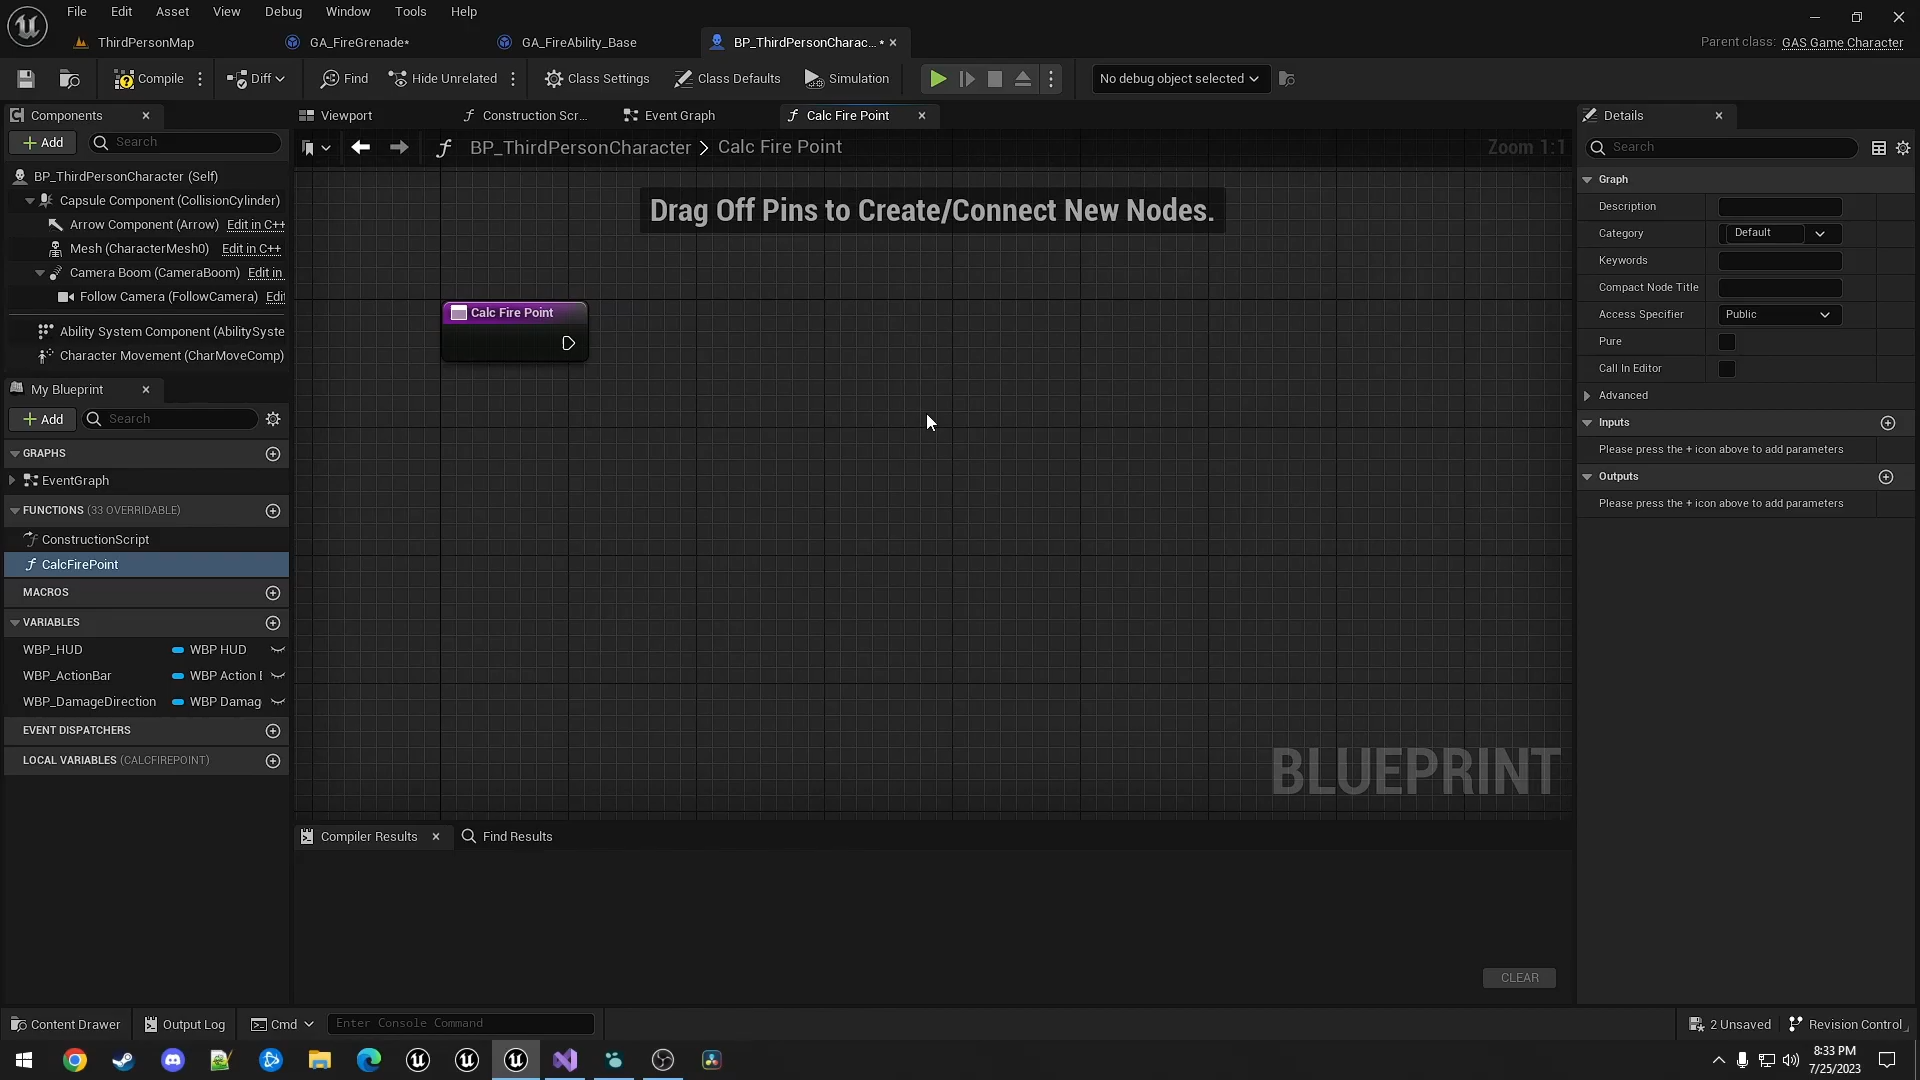 File Edit Asset View Debug Window Tools Help
ThirdPersonMap GA_FireGrenade* GA_FireAbility_Base BP_ThirdPersonCharac... * Parent class: GAS Game Character
Compile Diff Find Hide Unrelated Class Settings Class Defaults Simulation No debug object selected
Components
Add Search
BP_ThirdPersonCharacter (Self)
Capsule Component (CollisionCylinder)
Arrow Component (Arrow) Edit in C++
Mesh (CharacterMesh0) Edit in C++
Camera Boom (CameraBoom) Edit in
Follow Camera (FollowCamera) Edi
Ability System Component (AbilitySyste
Character Movement (CharMoveComp)
My Blueprint
Add Search
GRAPHS
EventGraph
FUNCTIONS (33 OVERRIDABLE)
ConstructionScript
CalcFirePoint
MACROS
VARIABLES
WBP_HUD WBP HUD
WBP_ActionBar WBP Action
WBP_DamageDirection WBP Damag
EVENT DISPATCHERS
LOCAL VARIABLES (CALCFIREPOINT)
Viewport Construction Scr... Event Graph Calc Fire Point
BP_ThirdPersonCharacter > Calc Fire Point Zoom 1:1
Drag Off Pins to Create/Connect New Nodes.
Calc Fire Point
BLUEPRINT
Compiler Results Find Results
CLEAR
Details
Search
Graph
Description
Category Default
Keywords
Compact Node Title
Access Specifier Public
Pure
Call In Editor
Advanced
Inputs
Please press the + icon above to add parameters
Outputs
Please press the + icon above to add parameters
Content Drawer Output Log Cmd Enter Console Command 2 Unsaved Revision Control
8:33 PM
7/25/2023